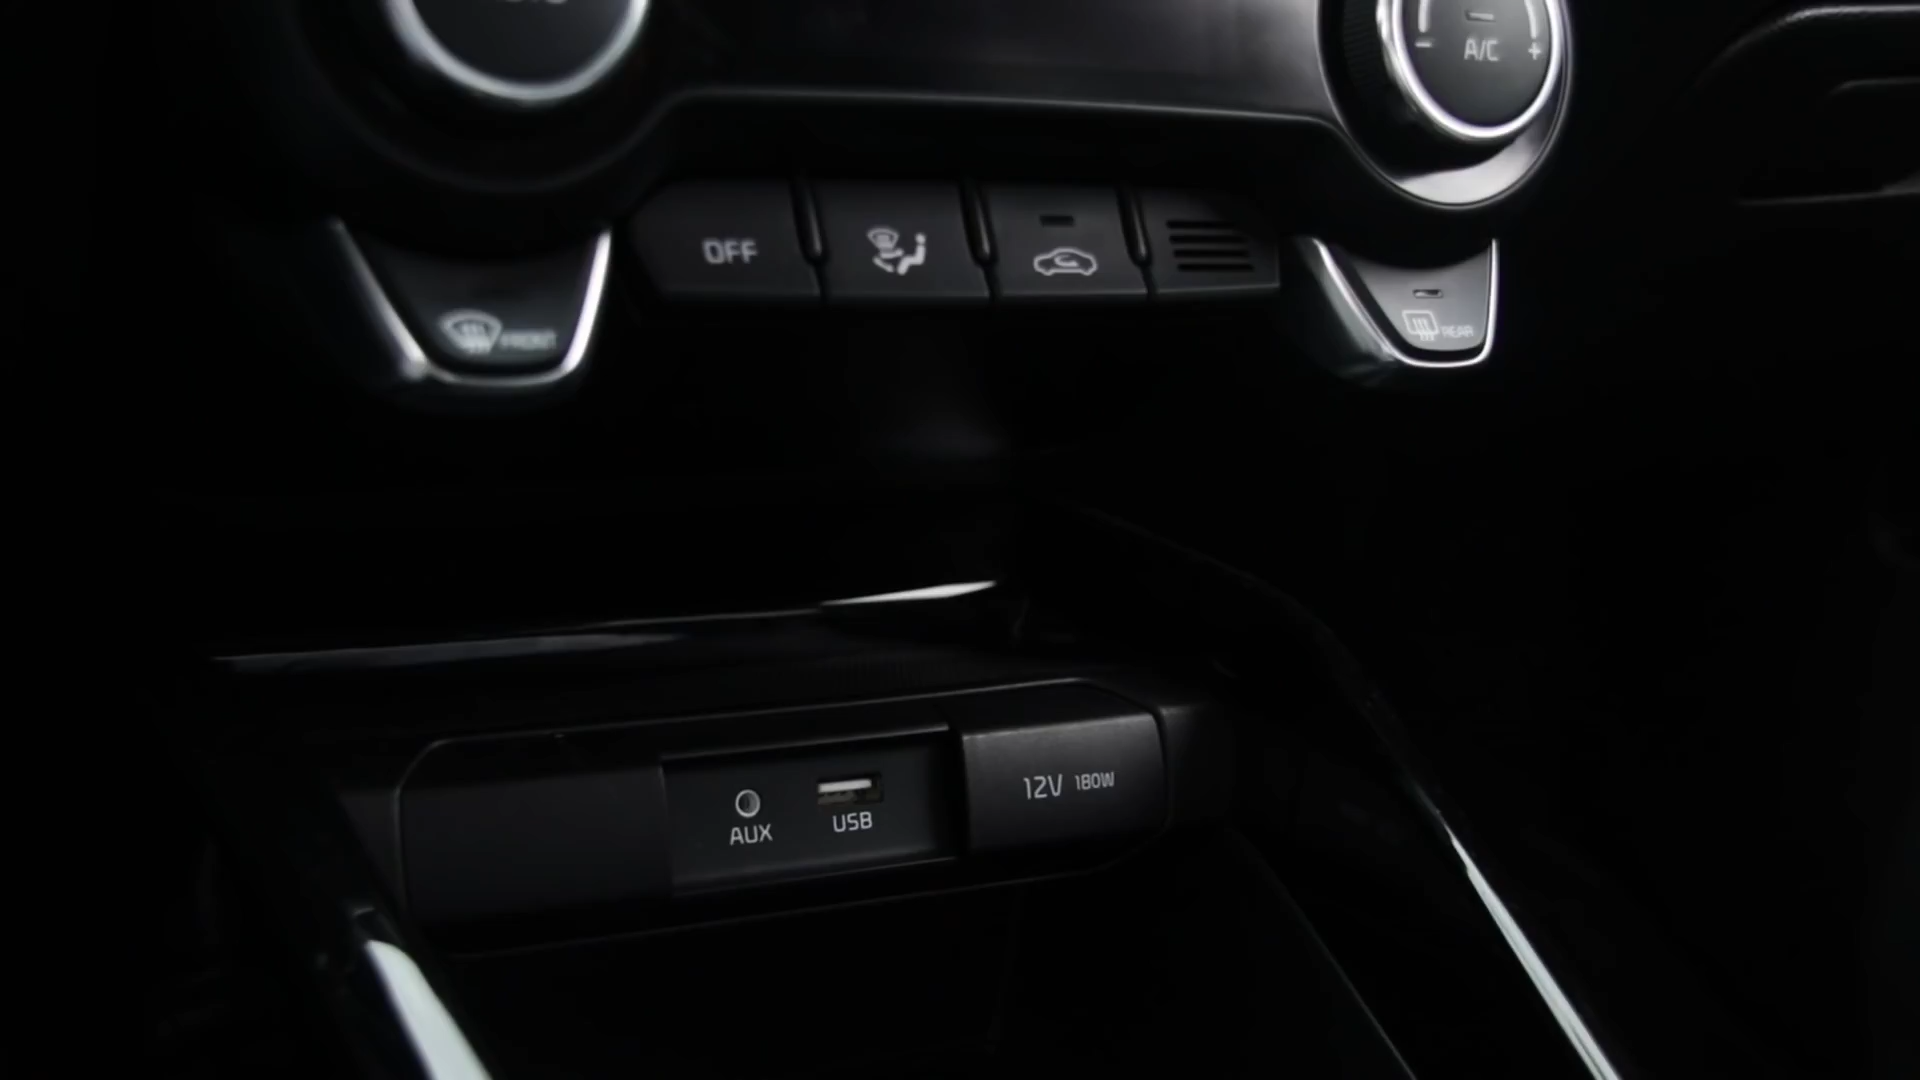 - A/C +
OFF
FRONT
REAR
AUX
USB
12V 180W